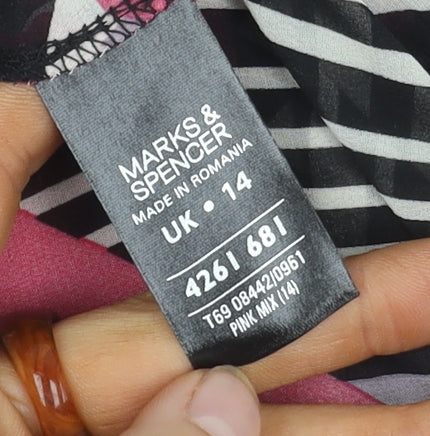 MARKS &
SPENCER
MADE IN ROMANIA
UK • 14
4261 681
T69 08442/0961
PINK MIX (14)